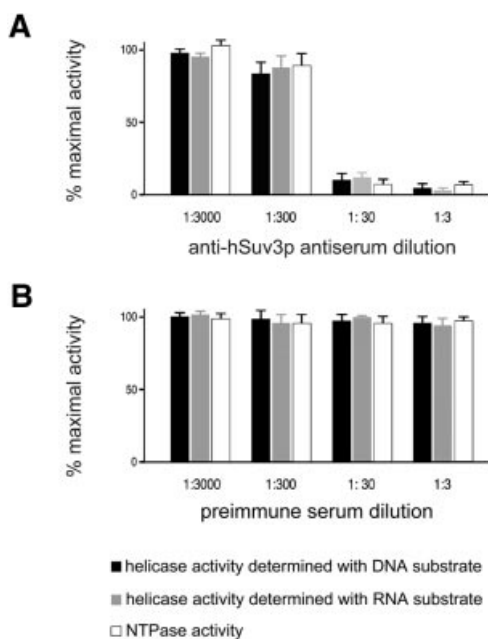 A
% maximal activity
100
50
0
1:3000 1:300 1: 30 1:3
anti-hSuv3p antiserum dilution
B
% maximal activity
100
50
0
1:3000 1:300 1: 30 1:3
preimmune serum dilution
helicase activity determined with DNA substrate
helicase activity determined with RNA substrate
NTPase activity